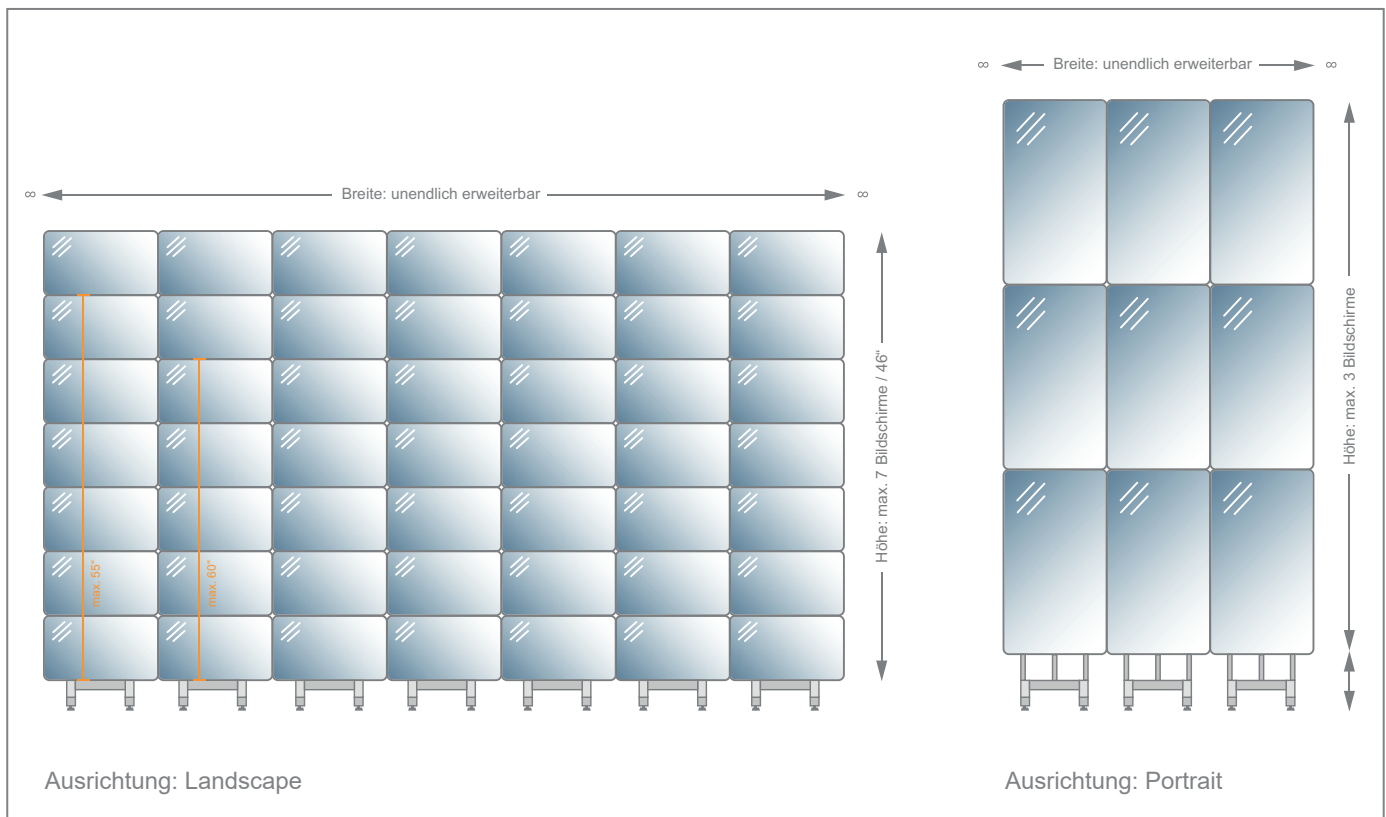 ∞ Breite: unendlich erweiterbar ∞
Höhe: max. 7 Bildschirme / 46“
max. 55"
max. 60"
Ausrichtung: Landscape
∞ Breite: unendlich erweiterbar ∞
Höhe: max. 3 Bildschirme
Ausrichtung: Portrait